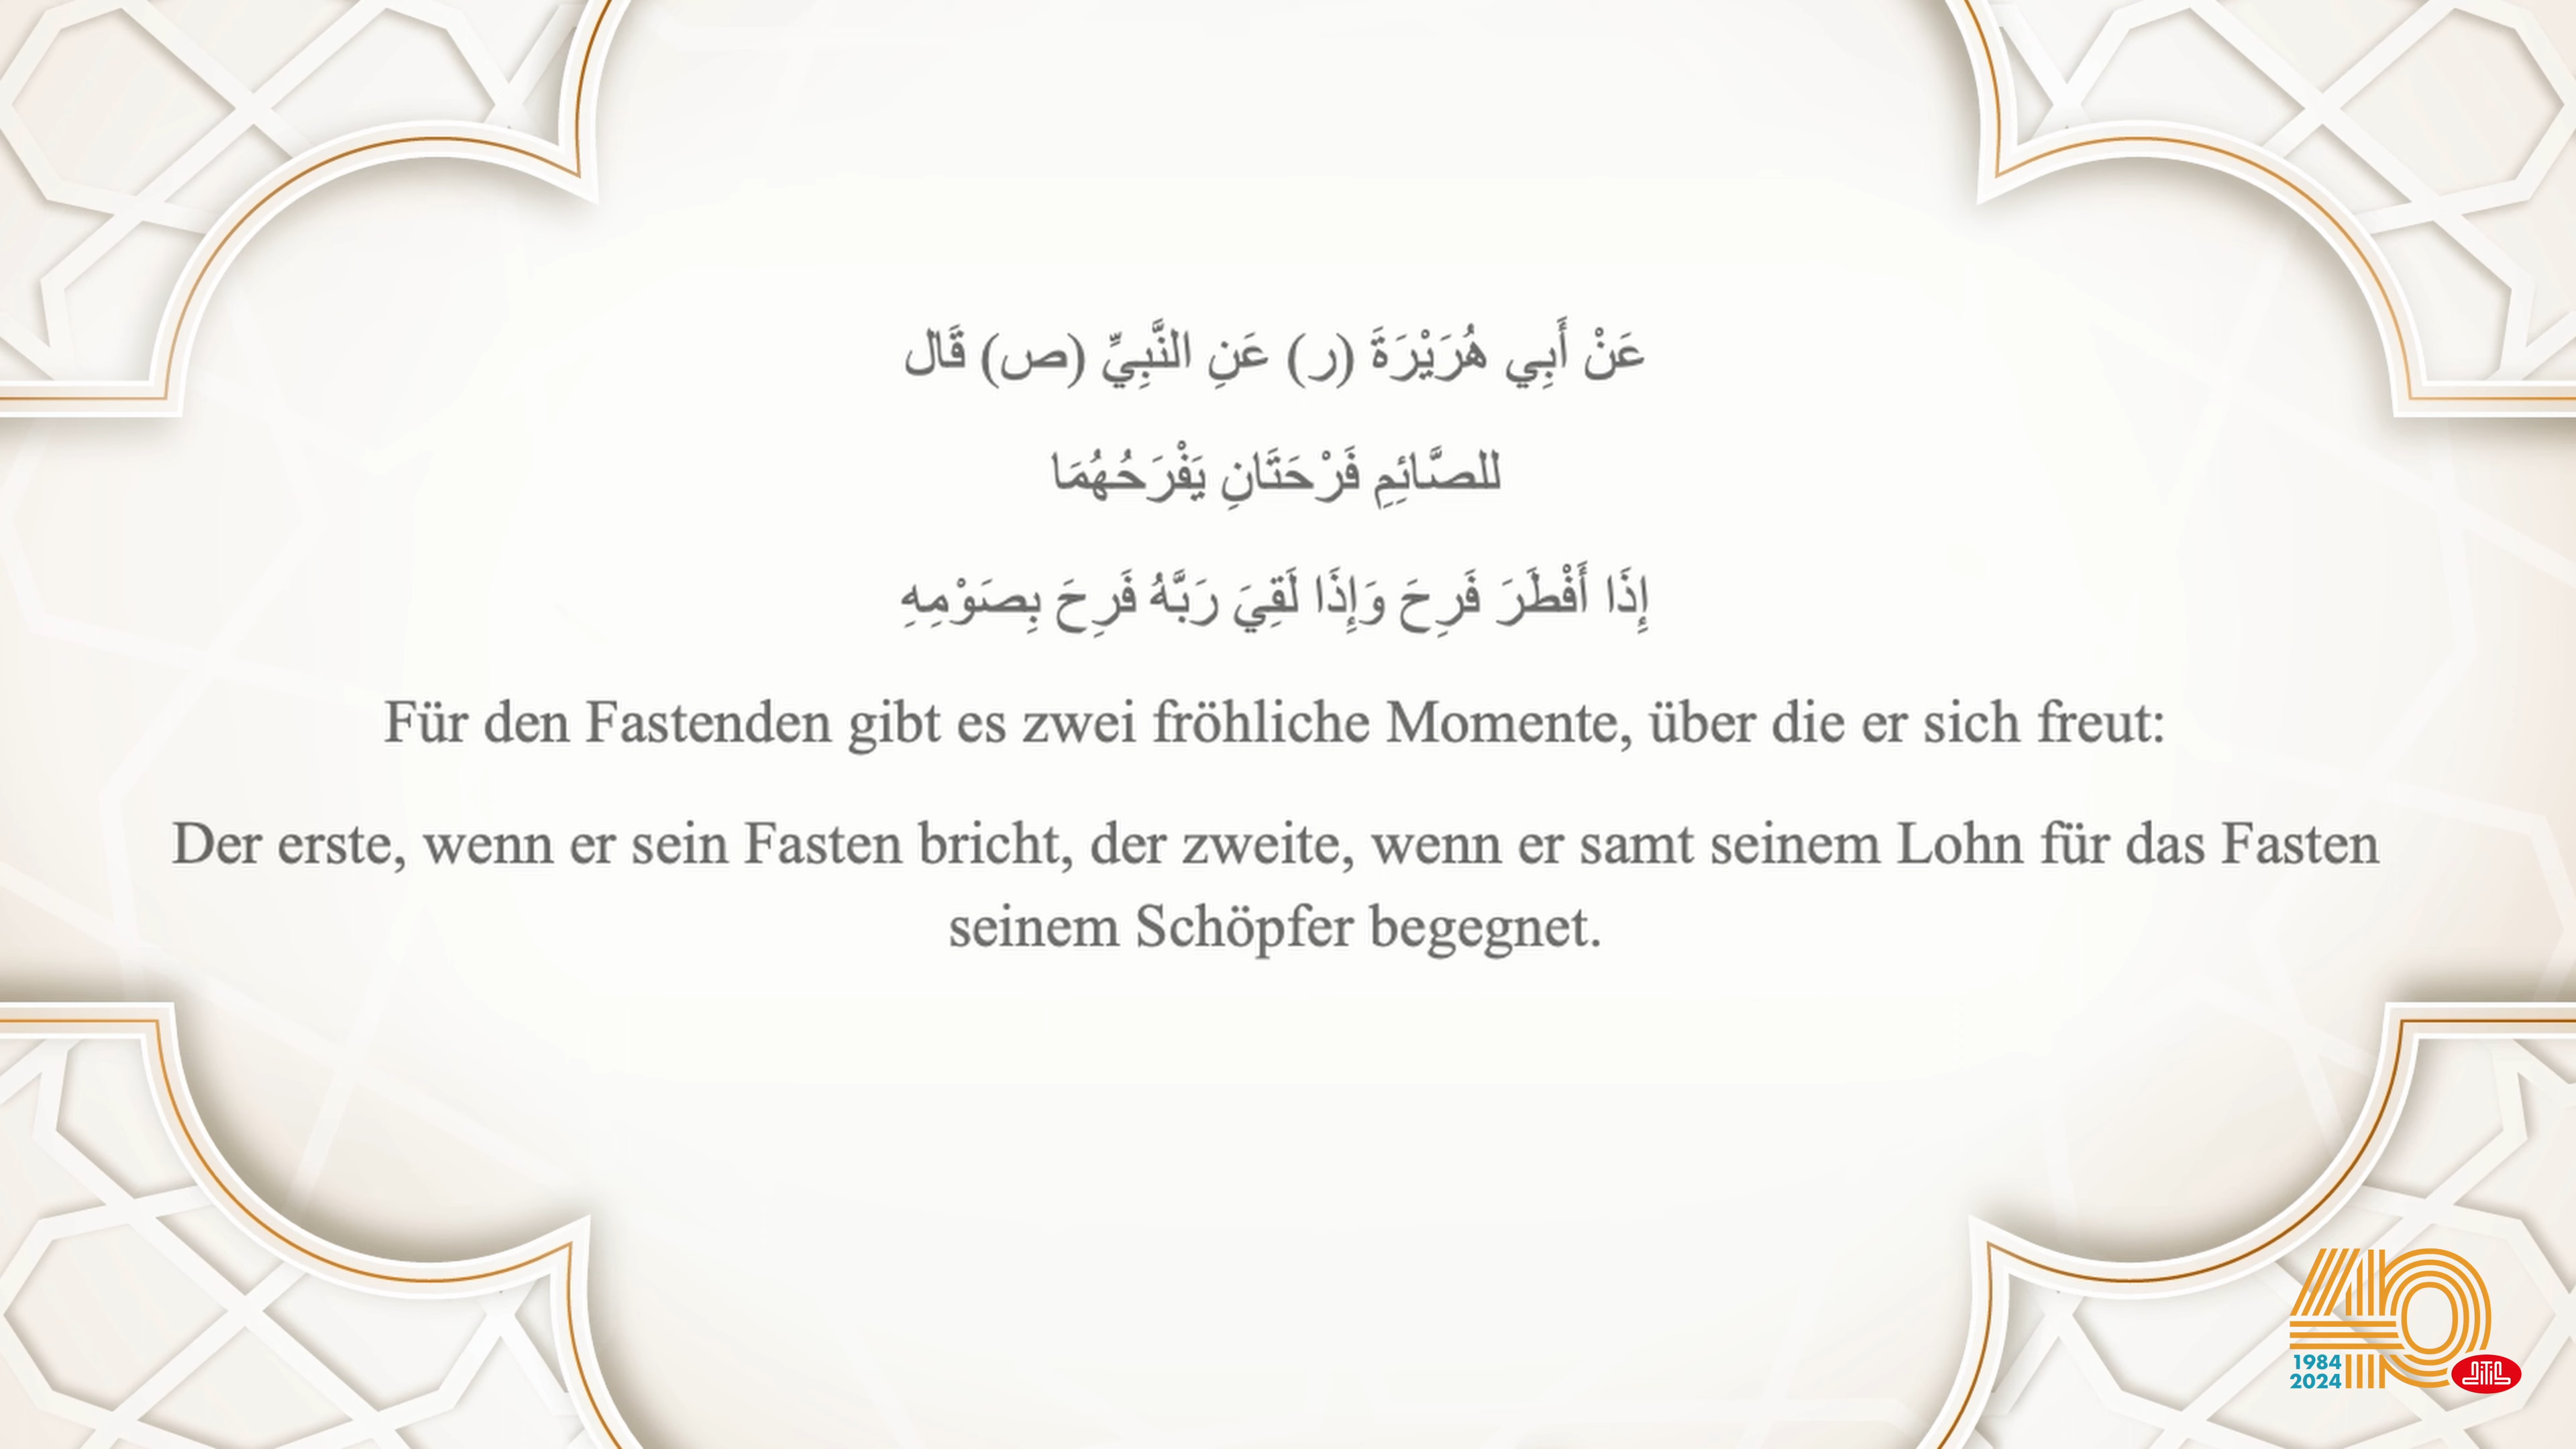 عَنْ أَبِي هُرَيْرَةَ (ر) عَنِ النَّبِيِّ (ص) قَال
للصَّائِمِ فَرْحَتَانِ يَفْرَحُهُمَا
إِذَا أَفْطَرَ فَرِحَ وَإِذَا لَقِيَ رَبَّهُ فَرِحَ بِصَوْمِهِ
Für den Fastenden gibt es zwei fröhliche Momente, über die er sich freut:
Der erste, wenn er sein Fasten bricht, der zweite, wenn er samt seinem Lohn für das Fasten
seinem Schöpfer begegnet.
40
1984
2024